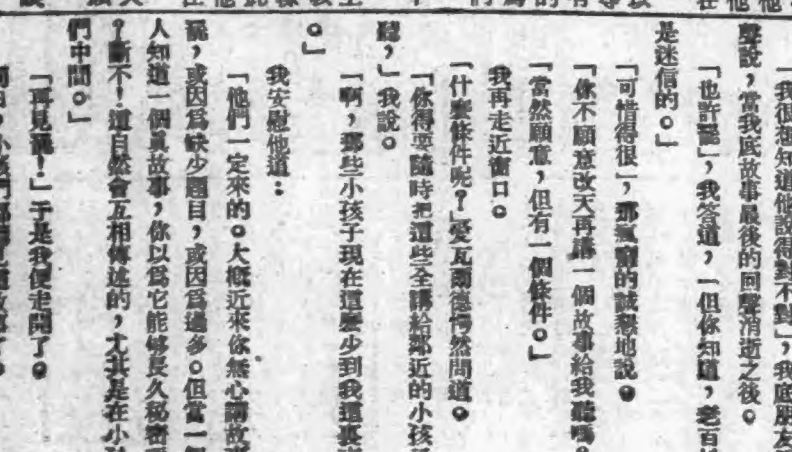 「我很想知道他說得對不對」,我底朋友
聲說,當我底故事最後的回聲消逝之後。
「也許罷」,我答道,「但你知道,老百
是迷信的。」
「可惜得很」,那瘋癱的誠懇地說。
「你不願意改天再講一個故事給我聽嗎?
「當然願意,但有一個條件。」
我再走近窗口。
「什麼條件呢?」愛瓦爾德愕然問道。
「你得要隨時把這些全講給鄰近的小孩
聽,」我說。
「啊,那些小孩子現在這麼少到我這裏
。」
我安慰他道:
「他們一定來的。大概近來你無心講故
罷,或因爲缺少題目,或因爲過多。但當一個
人知道一個眞故事,你以爲它能够長久秘密
?斷不!這自然會互相傳述的,尤其是在小孩
們中間。」
「再見罷!」于是我便走開了。